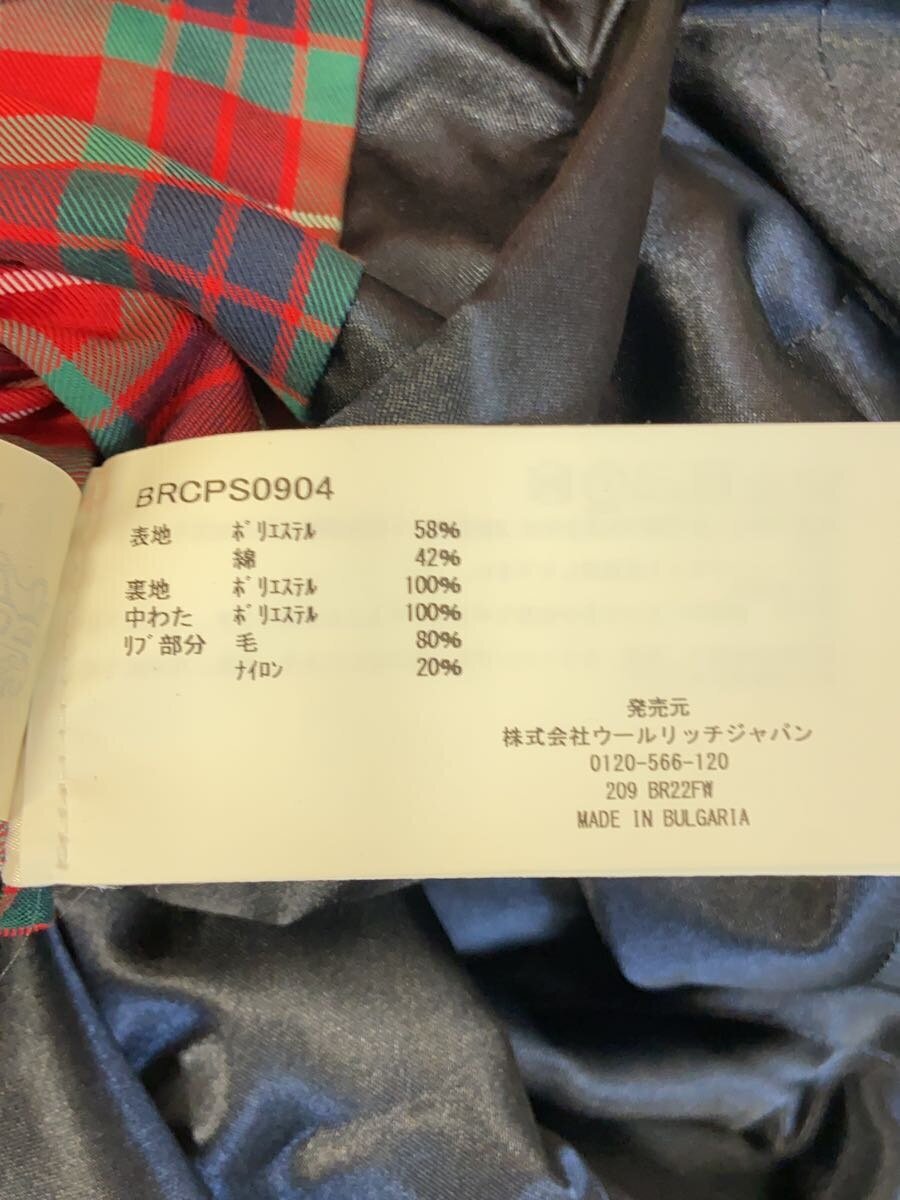 BRCPS0904
表地 ﾎﾟﾘｴｽﾃﾙ 58%
綿 42%
裏地 ﾎﾟﾘｴｽﾃﾙ 100%
中わた ﾎﾟﾘｴｽﾃﾙ 100%
ﾘﾌﾞ部分 毛 80%
ﾅｲﾛﾝ 20%
発売元
株式会社ウールリッチジャパン
0120-566-120
209 BR22FW
MADE IN BULGARIA